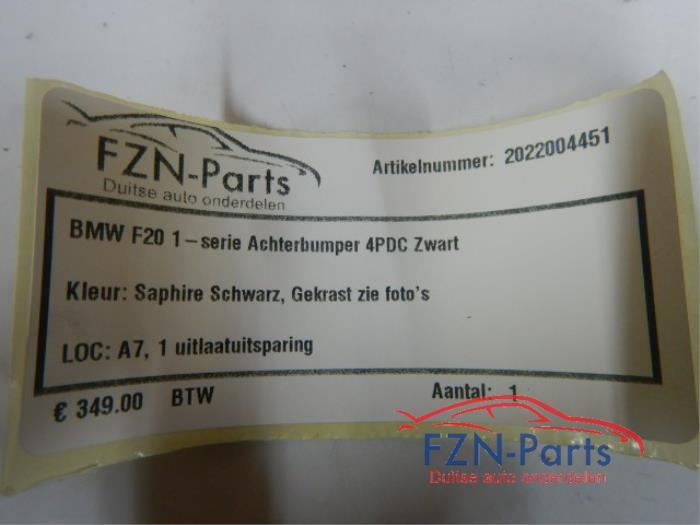 FZN-Parts
Duitse auto onderdelen
Artikelnummer: 2022004451
BMW F20 1-serie Achterbumper 4PDC Zwart
Kleur: Saphire Schwarz, Gekrast zie foto's
LOC: A7, 1 uitlaatuitsparing
€ 349.00 BTW Aantal: 1
FZN-Parts
Duitse auto onderdelen